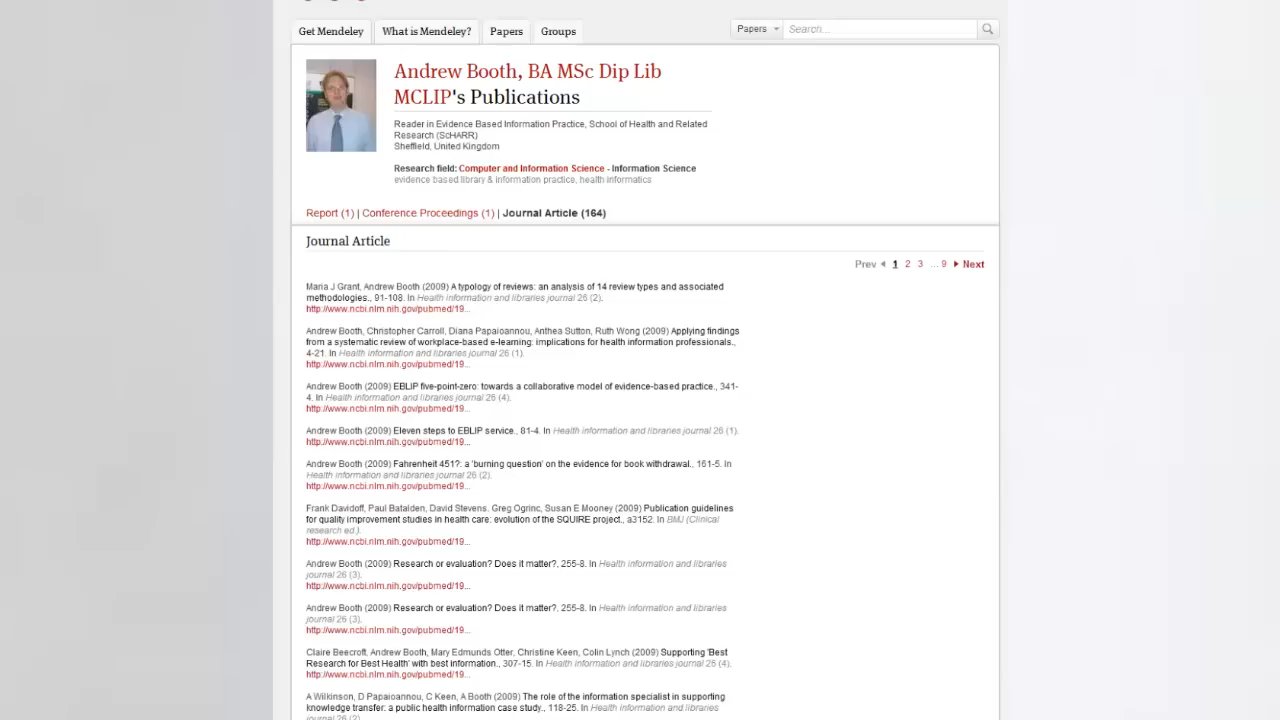 Get Mendeley What is Mendeley? Papers Groups Papers Search...
Andrew Booth, BA MSc Dip Lib
MCLIP's Publications
Reader in Evidence Based Information Practice, School of Health and Related
Research (ScHARR)
Sheffield, United Kingdom
Research field: Computer and Information Science - Information Science
evidence based library & information practice, health informatics
Report (1) | Conference Proceedings (1) | Journal Article (164)
Journal Article
Prev 1 2 3 ... 9 Next
Maria J Grant, Andrew Booth (2009) A typology of reviews: an analysis of 14 review types and associated
methodologies., 91-108. In Health information and libraries journal 26 (2).
http://www.ncbi.nlm.nih.gov/pubmed/19...
Andrew Booth, Christopher Carroll, Diana Papaioannou, Anthea Sutton, Ruth Wong (2009) Applying findings
from a systematic review of workplace-based e-learning: implications for health information professionals.,
4-21. In Health information and libraries journal 26 (1).
http://www.ncbi.nlm.nih.gov/pubmed/19...
Andrew Booth (2009) EBLIP five-point-zero: towards a collaborative model of evidence-based practice., 341-
4. In Health information and libraries journal 26 (4).
http://www.ncbi.nlm.nih.gov/pubmed/19...
Andrew Booth (2009) Eleven steps to EBLIP service., 81-4. In Health information and libraries journal 26 (1).
http://www.ncbi.nlm.nih.gov/pubmed/19...
Andrew Booth (2009) Fahrenheit 451?: a 'burning question' on the evidence for book withdrawal., 161-5. In
Health information and libraries journal 26 (2).
http://www.ncbi.nlm.nih.gov/pubmed/19...
Frank Davidoff, Paul Batalden, David Stevens, Greg Ogrinc, Susan E Mooney (2009) Publication guidelines
for quality improvement studies in health care: evolution of the SQUIRE project., a3152. In BMJ (Clinical
research ed.).
http://www.ncbi.nlm.nih.gov/pubmed/19...
Andrew Booth (2009) Research or evaluation? Does it matter?, 255-8. In Health information and libraries
journal 26 (3).
http://www.ncbi.nlm.nih.gov/pubmed/19...
Andrew Booth (2009) Research or evaluation? Does it matter?, 255-8. In Health information and libraries
journal 26 (3).
http://www.ncbi.nlm.nih.gov/pubmed/19...
Claire Beecroft, Andrew Booth, Mary Edmunds Otter, Christine Keen, Colin Lynch (2009) Supporting 'Best
Research for Best Health' with best information., 307-15. In Health information and libraries journal 26 (4).
http://www.ncbi.nlm.nih.gov/pubmed/19...
A Wilkinson, D Papaioannou, C Keen, A Booth (2009) The role of the information specialist in supporting
knowledge transfer: a public health information case study., 118-25. In Health information and libraries
journal 26 (2).